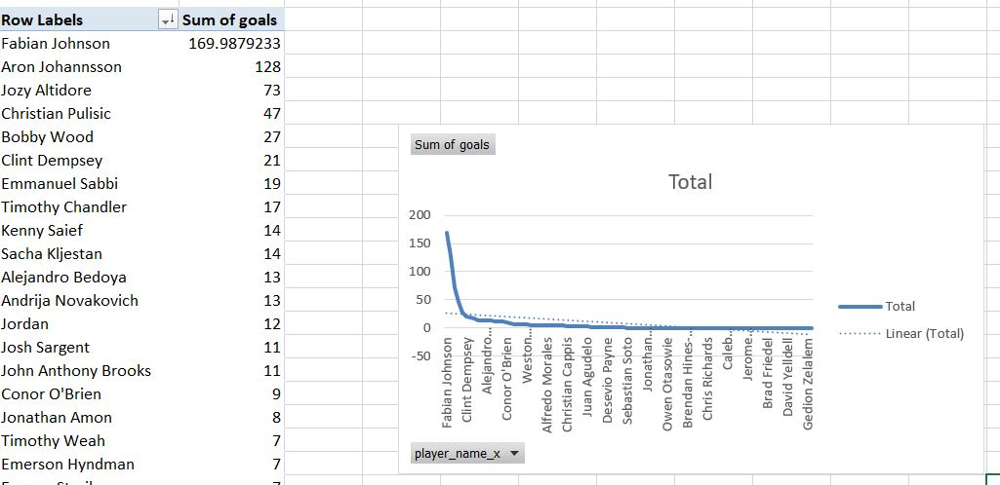 Row Labels Sum of goals
Fabian Johnson 169.9879233
Aron Johannsson 128
Jozy Altidore 73
Christian Pulisic 47
Bobby Wood 27
Clint Dempsey 21
Emmanuel Sabbi 19
Timothy Chandler 17
Kenny Saief 14
Sacha Kljestan 14
Alejandro Bedoya 13
Andrija Novakovich 13
Jordan 12
Josh Sargent 11
John Anthony Brooks 11
Conor O'Brien 9
Jonathan Amon 8
Timothy Weah 7
Emerson Hyndman 7
Sum of goals
Total
200
150
100
50
0
-50
Fabian Johnson
Clint Dempsey
Alejandro...
Conor O'Brien
Weston...
Alfredo Morales
Christian Cappis
Juan Agudelo
Desevio Payne
Sebastian Soto
Jonathan...
Owen Otasowie
Brendan Hines-...
Chris Richards
Caleb...
Jerome...
Brad Friedel
David Yelldell
Gedion Zelalem
Total
Linear (Total)
player_name_x